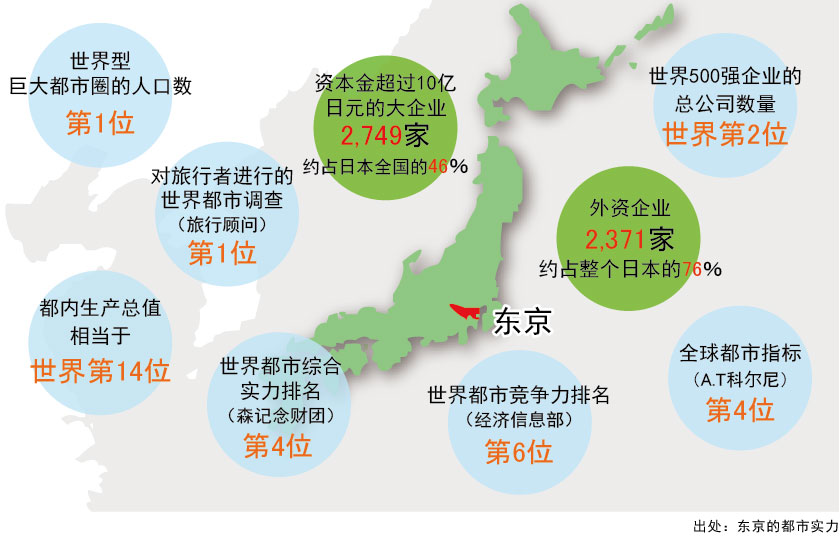 世界型
巨大都市圈的人口数
第1位
资本金超过10亿
日元的大企业
2,749家
约占日本全国的46%
世界500强企业的
总公司数量
世界第2位
对旅行者进行的
世界都市调查
（旅行顾问）
第1位
外资企业
2,371家
约占整个日本的76%
都内生产总值
相当于
世界第14位
东京
世界都市综合
实力排名
（森记念财团）
第4位
世界都市竞争力排名
（经济信息部）
第6位
全球都市指标
（A.T科尔尼）
第4位
出处：东京的都市实力